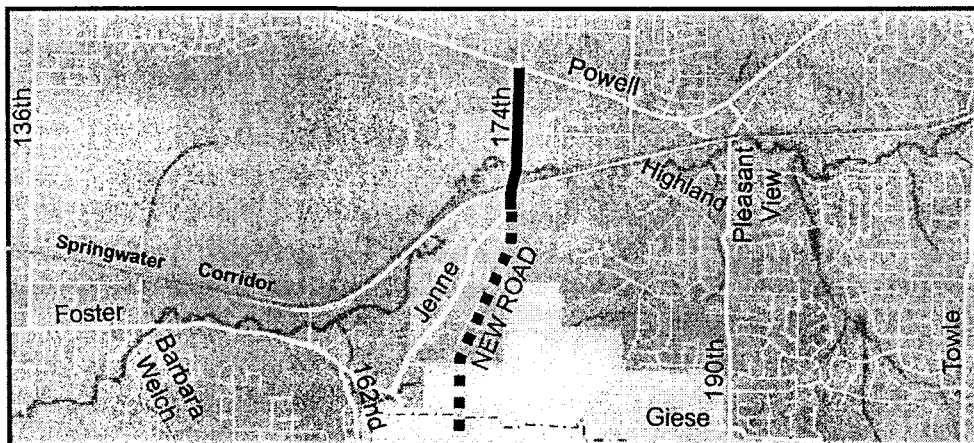 136th
174th
Powell
Highland
Pleasant
View
Springwater
Corridor
Foster
Jenne
NEW ROAD
Barbara
Welch
162nd
190th
Giese
Towle